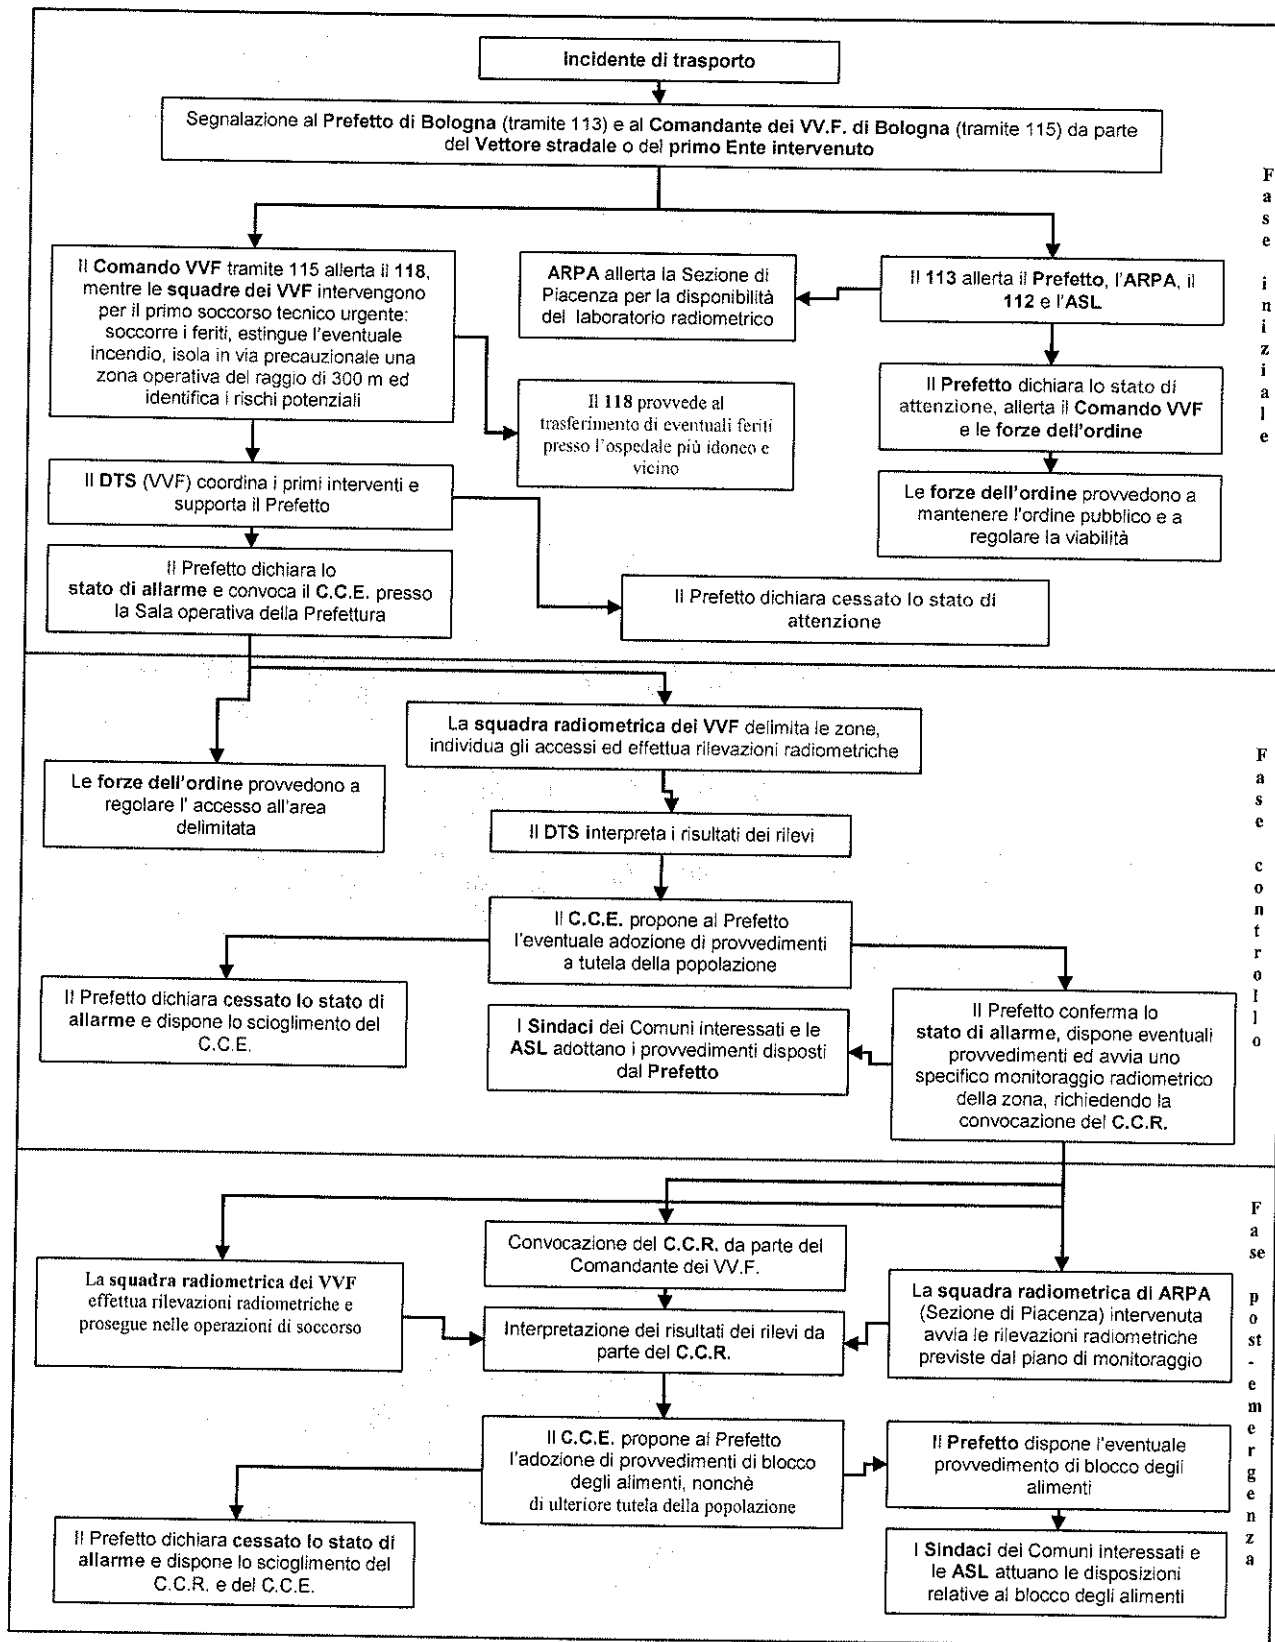 Incidente di trasporto
Segnalazione al Prefetto di Bologna (tramite 113) e al Comandante dei VV.F. di Bologna (tramite 115) da parte
del Vettore stradale o del primo Ente intervenuto
Il Comando VVF tramite 115 allerta il 118,
mentre le squadre dei VVF intervengono
per il primo soccorso tecnico urgente:
soccorre i feriti, estingue l'eventuale
incendio, isola in via precauzionale una
zona operativa del raggio di 300 m ed
identifica i rischi potenziali
ARPA allerta la Sezione di
Piacenza per la disponibilità
del laboratorio radiometrico
Il 113 allerta il Prefetto, l'ARPA, il
112 e l'ASL
Il 118 provvede al
trasferimento di eventuali feriti
presso l'ospedale più idoneo e
vicino
Il Prefetto dichiara lo stato di
attenzione, allerta il Comando VVF
e le forze dell'ordine
Il DTS (VVF) coordina i primi interventi e
supporta il Prefetto
Le forze dell'ordine provvedono a
mantenere l'ordine pubblico e a
regolare la viabilità
Il Prefetto dichiara lo
stato di allarme e convoca il C.C.E. presso
la Sala operativa della Prefettura
Il Prefetto dichiara cessato lo stato di
attenzione
Fase iniziale
La squadra radiometrica dei VVF delimita le zone,
individua gli accessi ed effettua rilevazioni radiometriche
Le forze dell'ordine provvedono a
regolare l' accesso all'area
delimitata
Il DTS interpreta i risultati dei rilevi
Il C.C.E. propone al Prefetto
l'eventuale adozione di provvedimenti
a tutela della popolazione
Il Prefetto dichiara cessato lo stato di
allarme e dispone lo scioglimento del
C.C.E.
I Sindaci dei Comuni interessati e le
ASL adottano i provvedimenti disposti
dal Prefetto
Il Prefetto conferma lo
stato di allarme, dispone eventuali
provvedimenti ed avvia uno
specifico monitoraggio radiometrico
della zona, richiedendo la
convocazione del C.C.R.
Fase controllo
Convocazione del C.C.R. da parte del
Comandante dei VV.F.
La squadra radiometrica dei VVF
effettua rilevazioni radiometriche e
prosegue nelle operazioni di soccorso
La squadra radiometrica di ARPA
(Sezione di Piacenza) intervenuta
avvia le rilevazioni radiometriche
previste dal piano di monitoraggio
Interpretazione dei risultati dei rilevi da
parte del C.C.R.
Il C.C.E. propone al Prefetto
l'adozione di provvedimenti di blocco
degli alimenti, nonchè
di ulteriore tutela della popolazione
Il Prefetto dispone l'eventuale
provvedimento di blocco degli
alimenti
Il Prefetto dichiara cessato lo stato di
allarme e dispone lo scioglimento del
C.C.R. e del C.C.E.
I Sindaci dei Comuni interessati e
le ASL attuano le disposizioni
relative al blocco degli alimenti
Fase post-emergenza